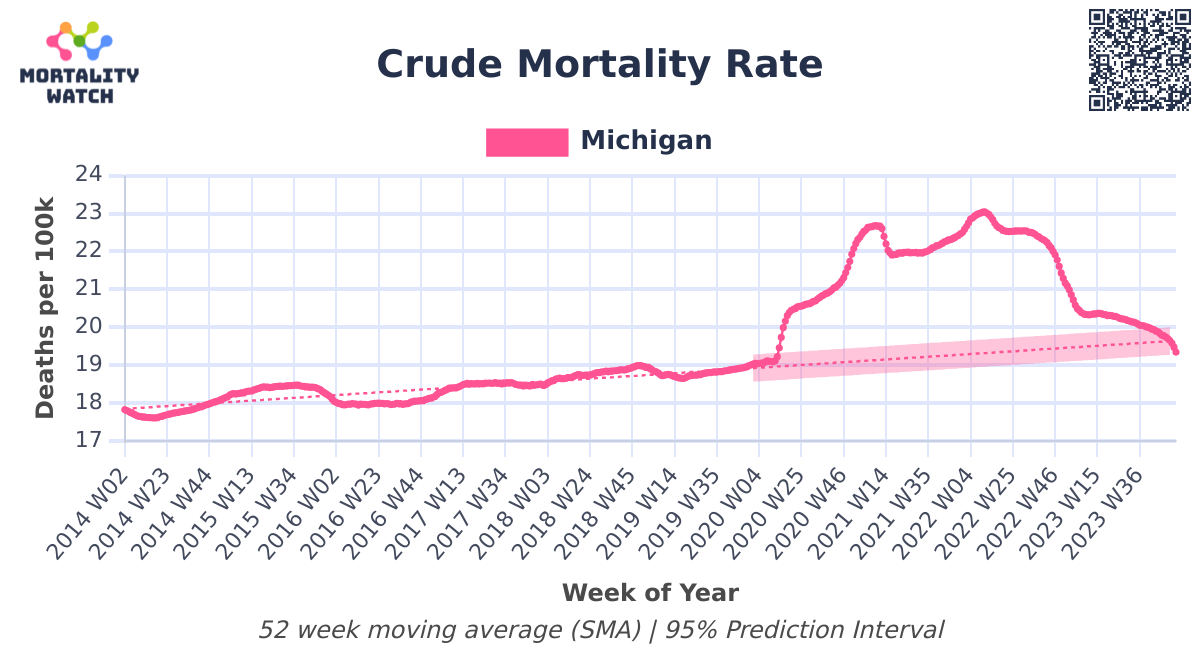 MORTALITY
WATCH
Crude Mortality Rate
Michigan
Deaths per 100k
24
23
22
21
20
19
18
17
2014 W02
2014 W23
2014 W44
2015 W13
2015 W34
2016 W02
2016 W23
2016 W44
2017 W13
2017 W34
2018 W03
2018 W24
2018 W45
2019 W14
2019 W35
2020 W04
2020 W25
2020 W46
2021 W14
2021 W35
2022 W04
2022 W25
2022 W46
2023 W15
2023 W36
Week of Year
52 week moving average (SMA) | 95% Prediction Interval